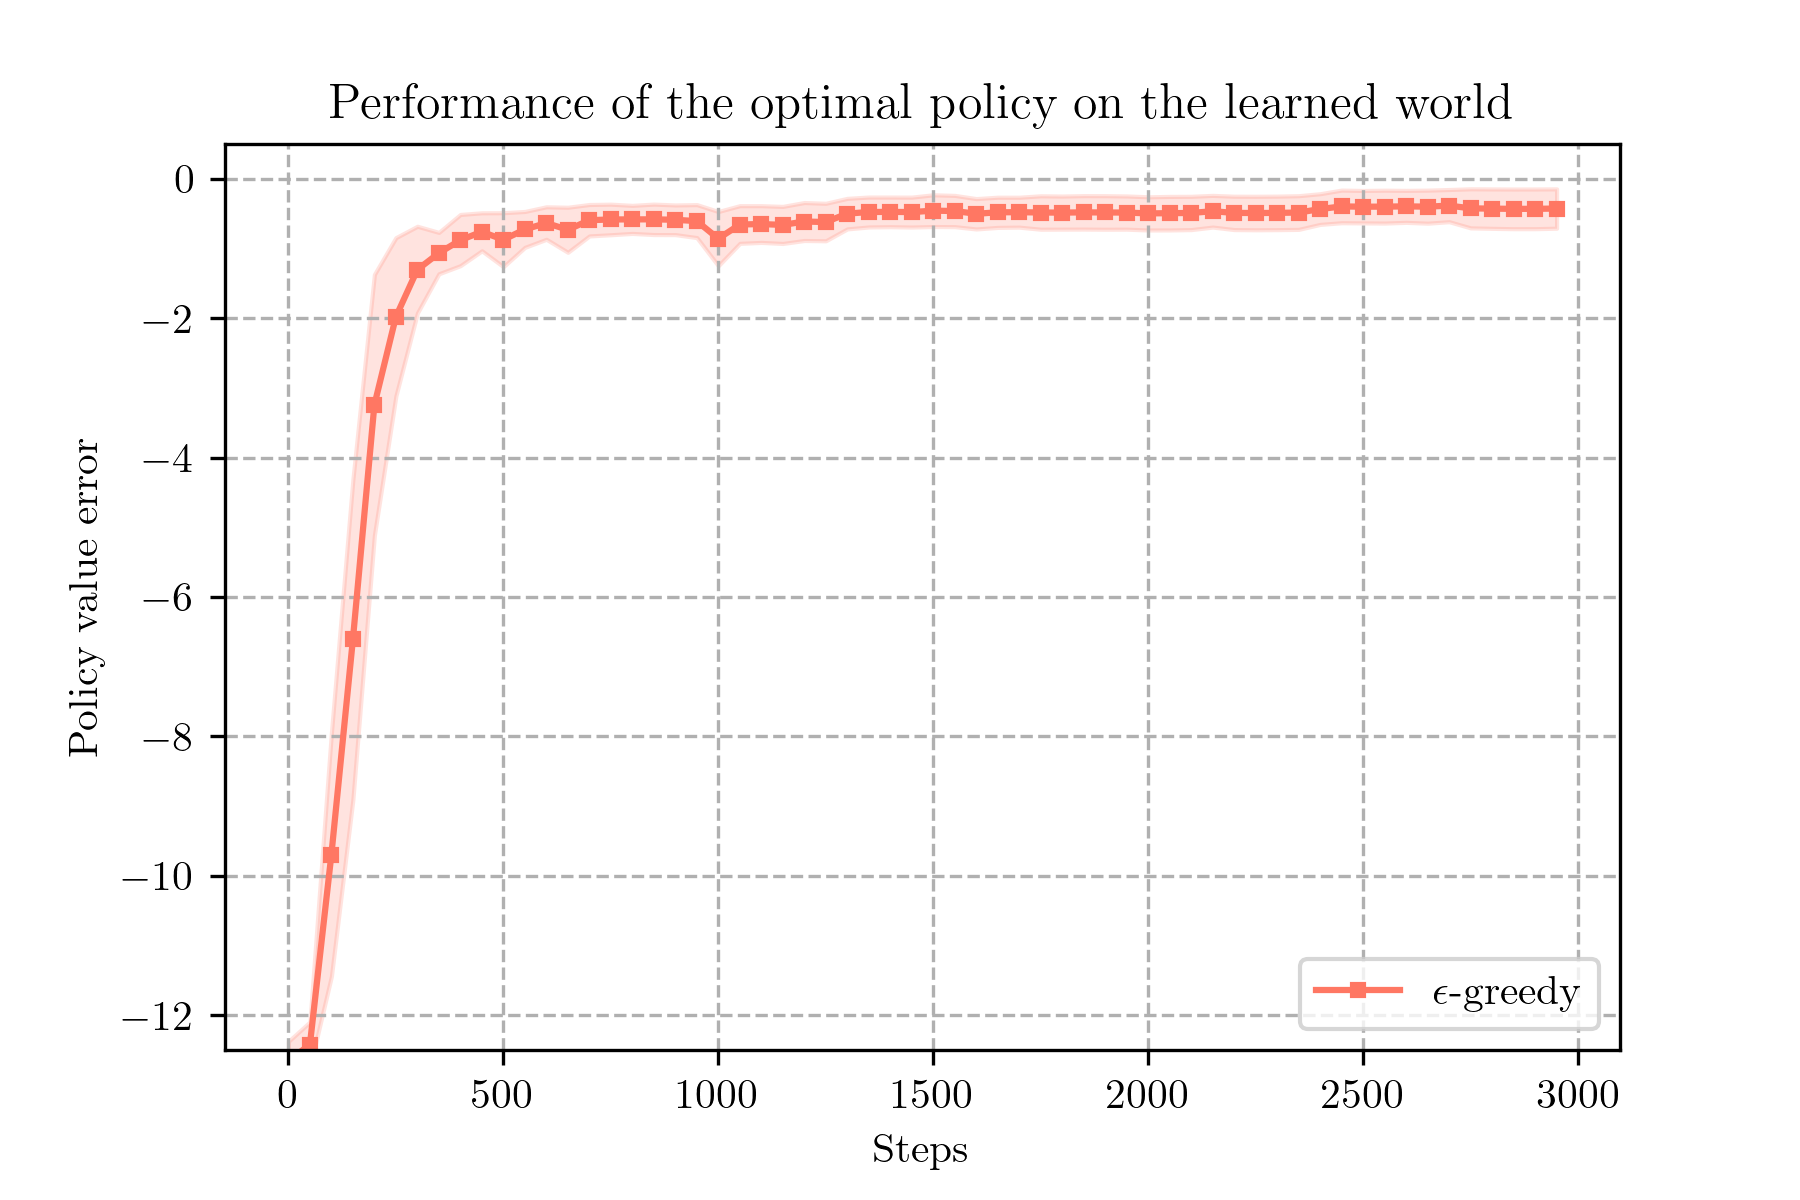 Performance of the optimal policy on the learned world
0
−2
−4
−6
−8
−10
−12
Policy value error
ϵ-greedy
0 500 1000 1500 2000 2500 3000
Steps